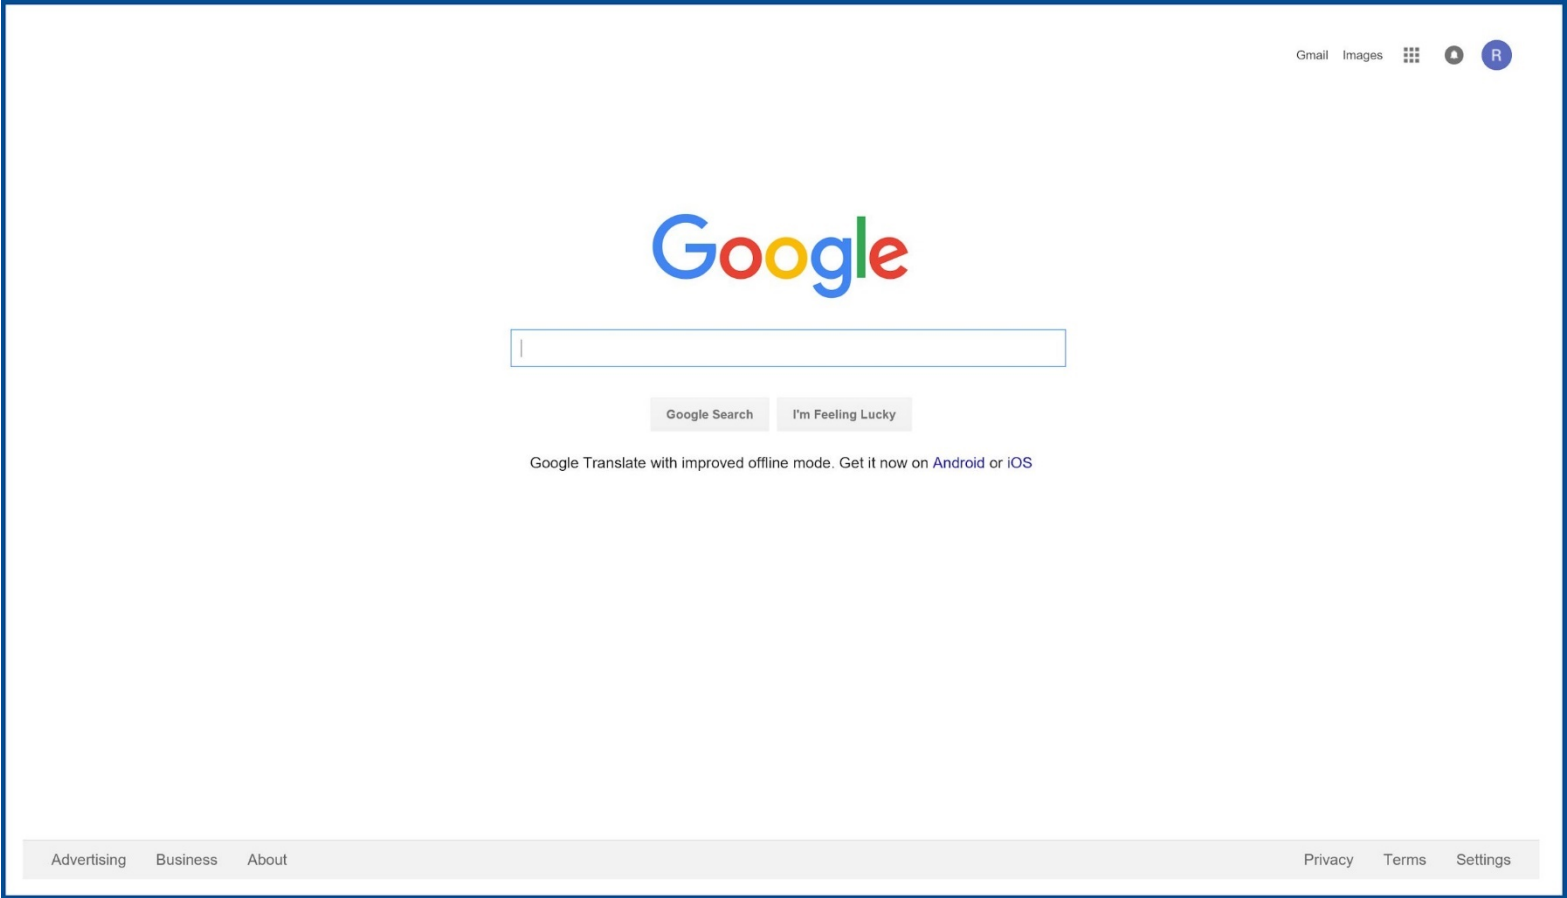 Gmail Images R
Google
Google Search I'm Feeling Lucky
Google Translate with improved offline mode. Get it now on Android or iOS
Advertising Business About Privacy Terms Settings